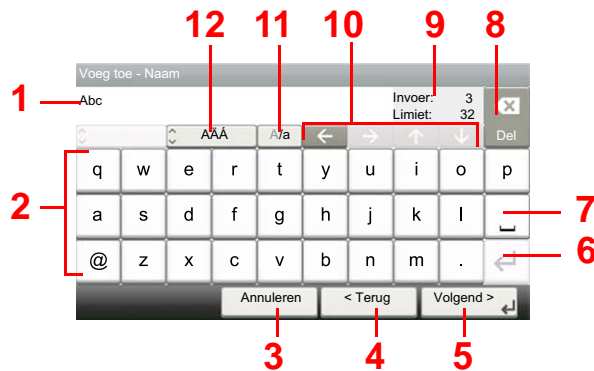 12 11 10 9 8
Voeg toe - Naam
1 Abc
Invoer: 3
Limiet: 32
AÄÁ A/a ← → ↑ ↓ Del
2
q w e r t y u i o p
a s d f g h j k l ⎵ 7
@ z x c v b n m . ↵ 6
Annuleren < Terug Volgend > ↵
3 4 5